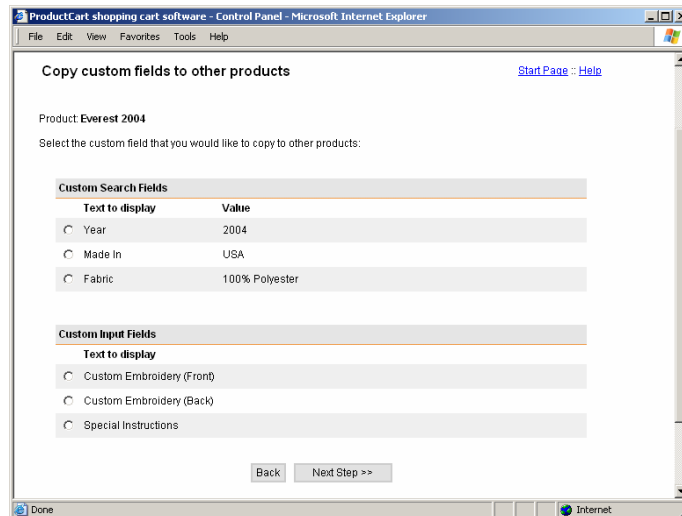 ProductCart shopping cart software - Control Panel - Microsoft Internet Explorer
File Edit View Favorites Tools Help
Copy custom fields to other products
Start Page :: Help
Product: Everest 2004
Select the custom field that you would like to copy to other products:
Custom Search Fields
Text to display Value
Year 2004
Made In USA
Fabric 100% Polyester
Custom Input Fields
Text to display
Custom Embroidery (Front)
Custom Embroidery (Back)
Special Instructions
Back Next Step >>
Done Internet